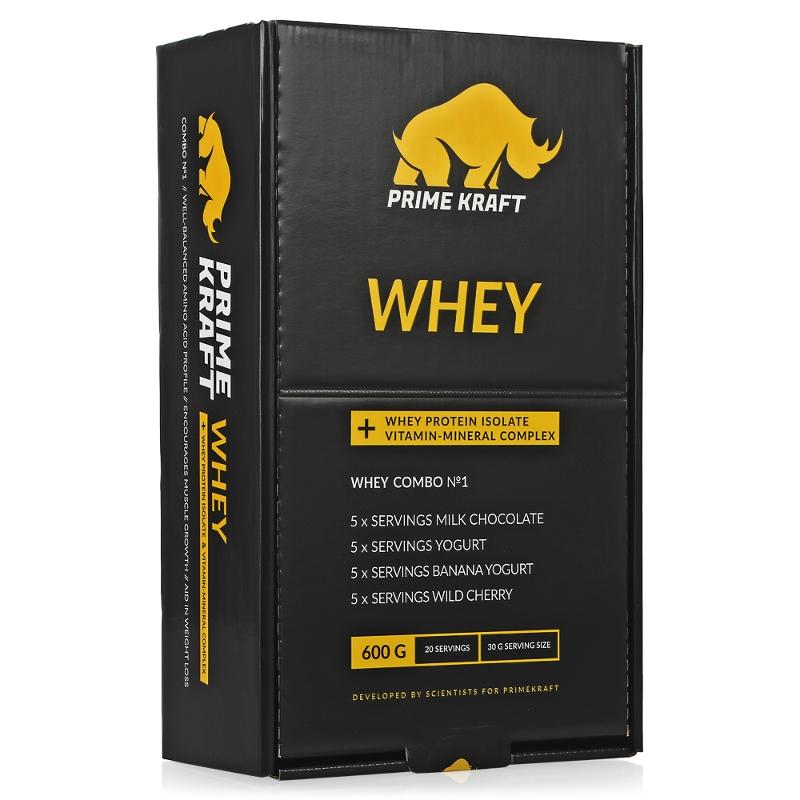 PRIME KRAFT
WHEY
+ WHEY PROTEIN ISOLATE
VITAMIN-MINERAL COMPLEX
WHEY COMBO №1
5 x SERVINGS MILK CHOCOLATE
5 x SERVINGS YOGURT
5 x SERVINGS BANANA YOGURT
5 x SERVINGS WILD CHERRY
600 G 20 SERVINGS 30 G SERVING SIZE
DEVELOPED BY SCIENTISTS FOR PRIMEKRAFT
PRIME
KRAFT
WHEY
+ WHEY PROTEIN ISOLATE & VITAMIN-MINERAL COMPLEX
COMBO №1 // WELL-BALANCED AMINO ACID PROFILE // ENCOURAGES MUSCLE GROWTH // AID IN WEIGHT LOSS